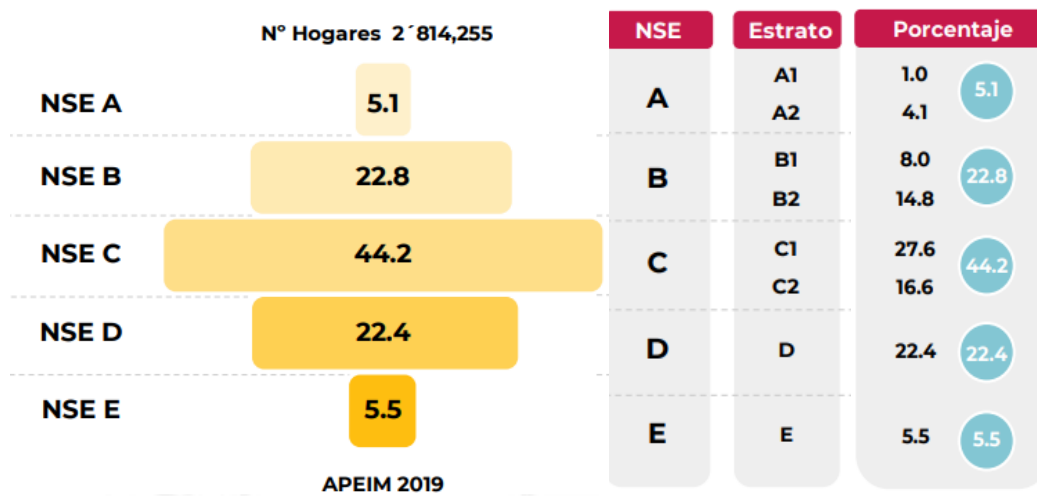 Nº Hogares 2´814,255
NSE A 5.1
NSE B 22.8
NSE C 44.2
NSE D 22.4
NSE E 5.5
APEIM 2019
NSE Estrato Porcentaje
A
A1 1.0
A2 4.1
5.1
B
B1 8.0
B2 14.8
22.8
C
C1 27.6
C2 16.6
44.2
D D 22.4 22.4
E E 5.5 5.5